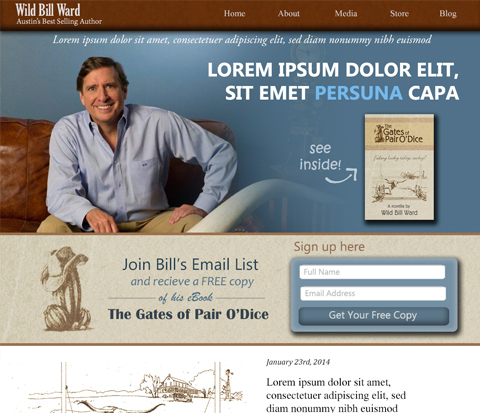 Wild Bill Ward
Austin's Best Selling Author
Home About Media Store Blog
Lorem ipsum dolor sit amet, consectetuer adipiscing elit, sed diam nonummy nibh euismod
LOREM IPSUM DOLOR ELIT,
SIT EMET PERSUNA CAPA
see
inside!
The
Gates of
Pair O'Dice
A novella by
Wild Bill Ward
Join Bill's Email List
and recieve a FREE copy
of his eBook
The Gates of Pair O'Dice
Sign up here
Full Name
Email Address
Get Your Free Copy
January 23rd, 2014
Lorem ipsum dolor sit amet,
consectetuer adipiscing elit,
sed diam nonummy nibh